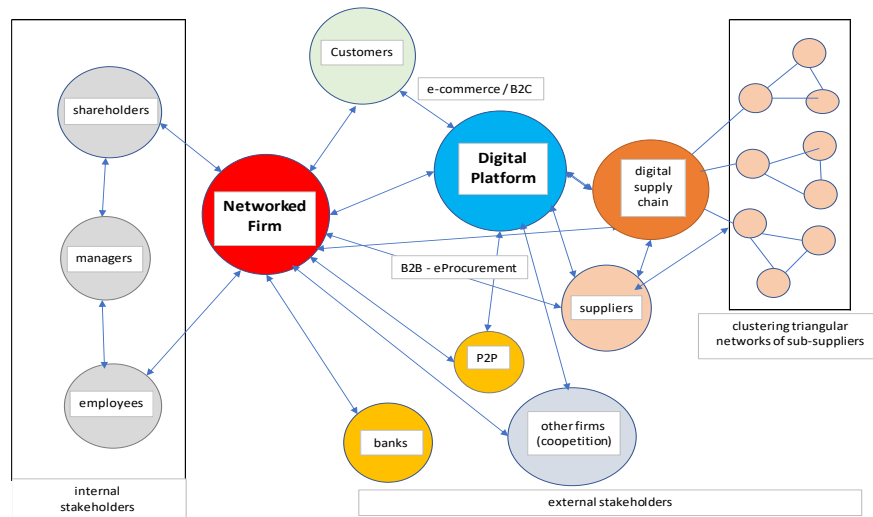 Customers
e-commerce / B2C
shareholders
Digital
Platform
digital
supply
chain
Networked
Firm
managers
B2B - eProcurement
suppliers
clustering triangular
networks of sub-suppliers
P2P
employees
banks
other firms
(coopetition)
internal
stakeholders
external stakeholders